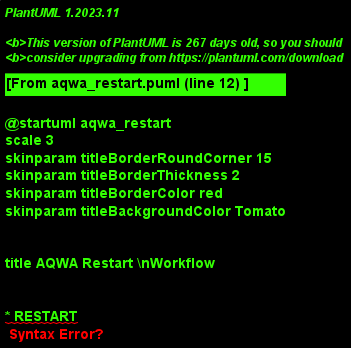 PlantUML 1.2023.11
<b>This version of PlantUML is 267 days old, so you should
<b>consider upgrading from https://plantuml.com/download
[From aqwa_restart.puml (line 12) ]
@startuml aqwa_restart
scale 3
skinparam titleBorderRoundCorner 15
skinparam titleBorderThickness 2
skinparam titleBorderColor red
skinparam titleBackgroundColor Tomato
title AQWA Restart \nWorkflow
* RESTART
Syntax Error?